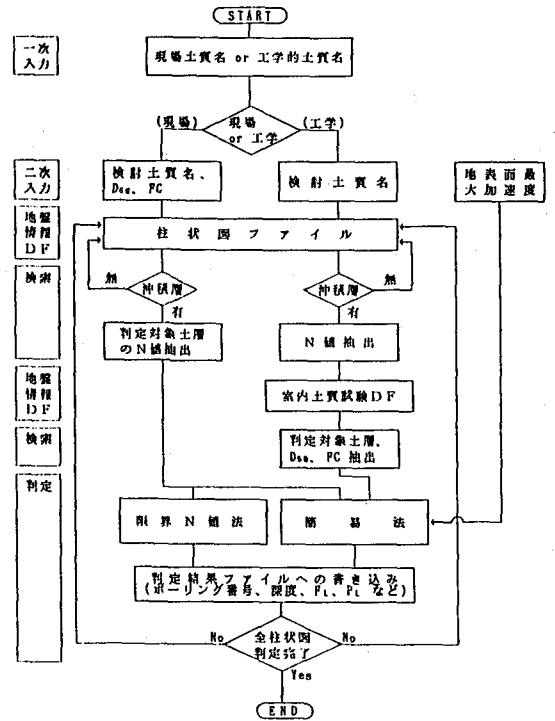 START
一次
入力
現場土質名 or 工学的土質名
(現場)
(工学)
現場
or 工学
二次
入力
検討土質名、
D₅₀、FC
検討土質名
地表面最
大加速度
地盤
情報
DF
柱状図ファイル
検索
無
沖積層
有
沖積層
無
有
判定対象土層
のN値抽出
N値抽出
地盤
情報
DF
室内土質試験DF
検索
判定対象土層、
D₅₀、FC抽出
判定
限界N値法
簡易法
判定結果ファイルへの書き込み
(ボーリング番号、深度、FL、PL など)
No
全柱状図
判定完了
No
Yes
END